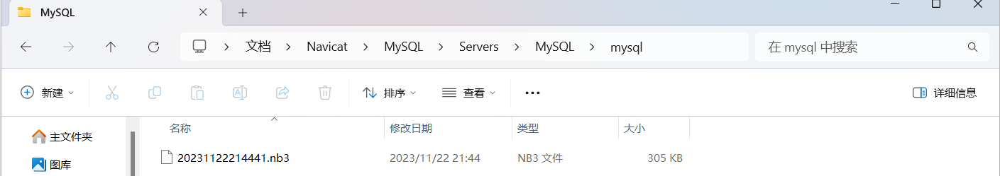 MySQL
文档 Navicat MySQL Servers MySQL mysql 在 mysql 中搜索
新建 排序 查看 详细信息
名称 修改日期 类型 大小
主文件夹
20231122214441.nb3 2023/11/22 21:44 NB3 文件 305 KB
图库